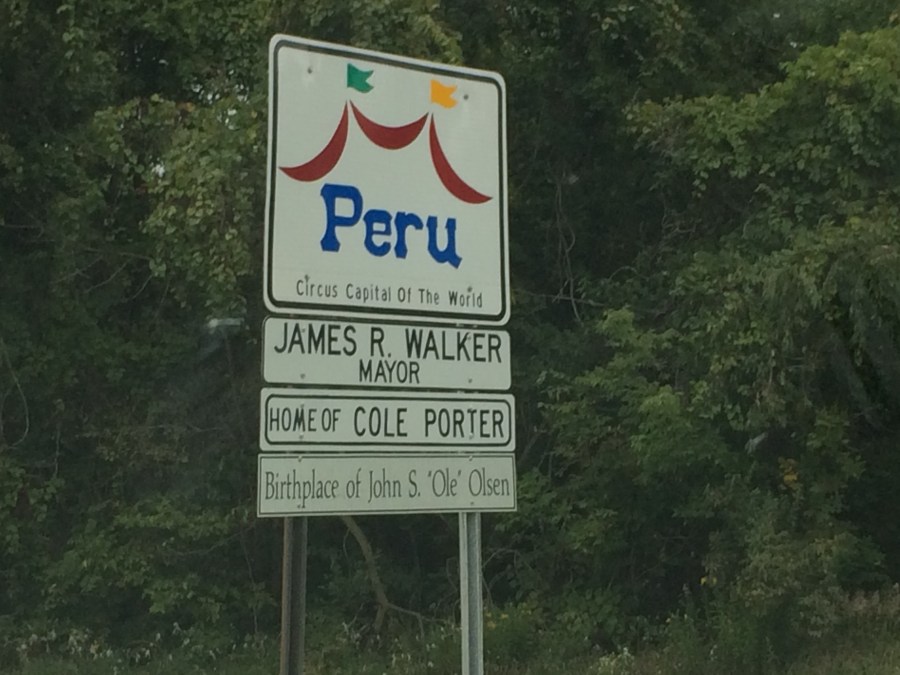 Peru
Circus Capital Of The World
JAMES R. WALKER
MAYOR
HOME OF COLE PORTER
Birthplace of John S. "Ole" Olsen